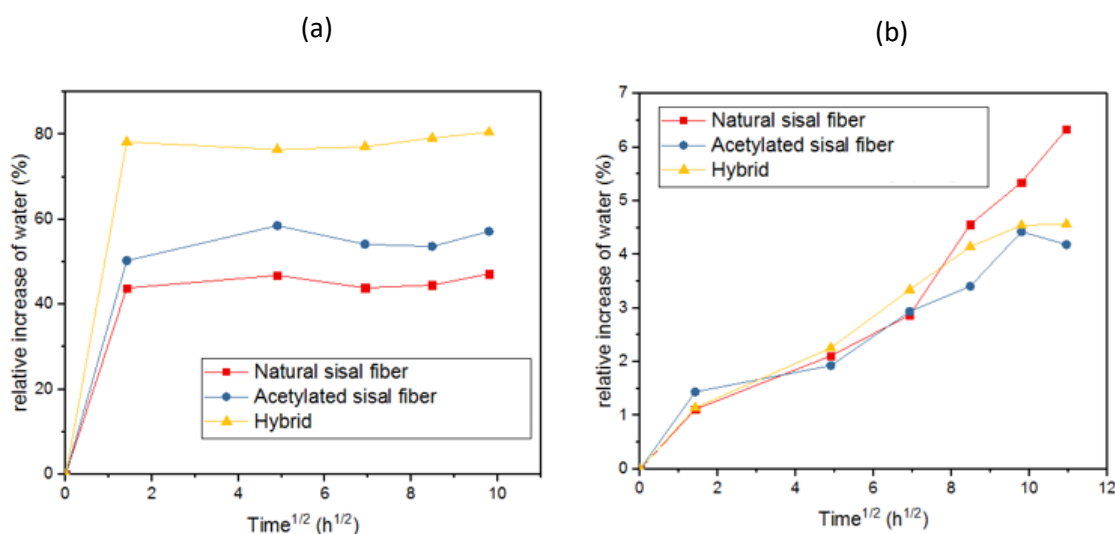 (a)
relative increase of water (%)
80
60
40
20
0
0 2 4 6 8 10
Time1/2 (h1/2)
Natural sisal fiber
Acetylated sisal fiber
Hybrid
(b)
relative increase of water (%)
7
6
5
4
3
2
1
0
0 2 4 6 8 10 12
Time1/2 (h1/2)
Natural sisal fiber
Acetylated sisal fiber
Hybrid